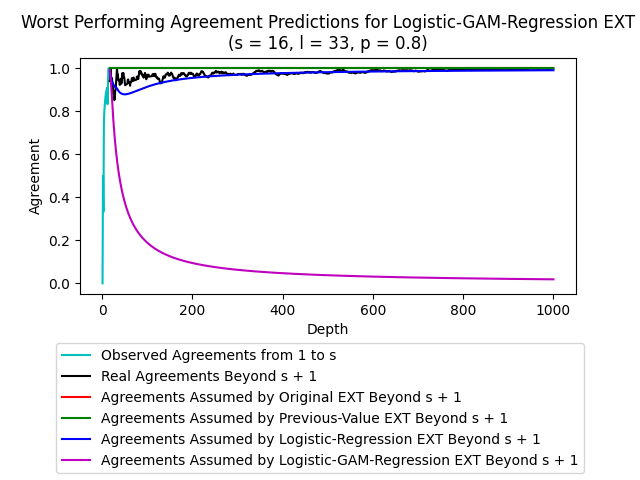 Worst Performing Agreement Predictions for Logistic-GAM-Regression EXT
(s = 16, l = 33, p = 0.8)
1.0
0.8
0.6
0.4
0.2
0.0
Agreement
0 200 400 600 800 1000
Depth
Observed Agreements from 1 to s
Real Agreements Beyond s + 1
Agreements Assumed by Original EXT Beyond s + 1
Agreements Assumed by Previous-Value EXT Beyond s + 1
Agreements Assumed by Logistic-Regression EXT Beyond s + 1
Agreements Assumed by Logistic-GAM-Regression EXT Beyond s + 1